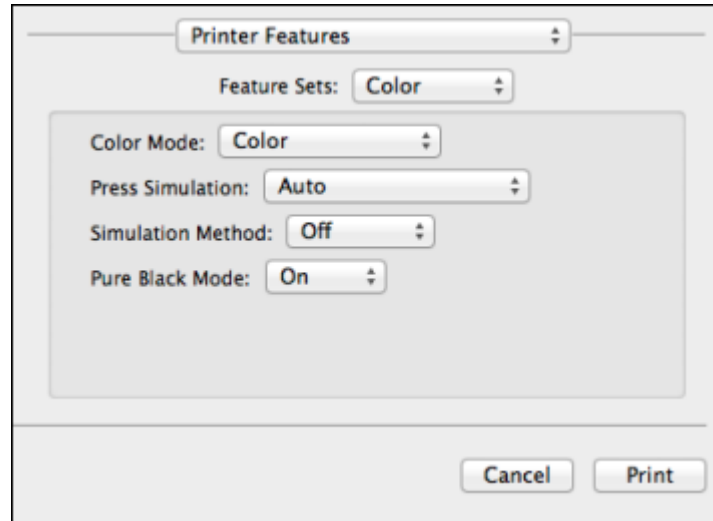 Printer Features
Feature Sets: Color
Color Mode: Color
Press Simulation: Auto
Simulation Method: Off
Pure Black Mode: On
Cancel Print